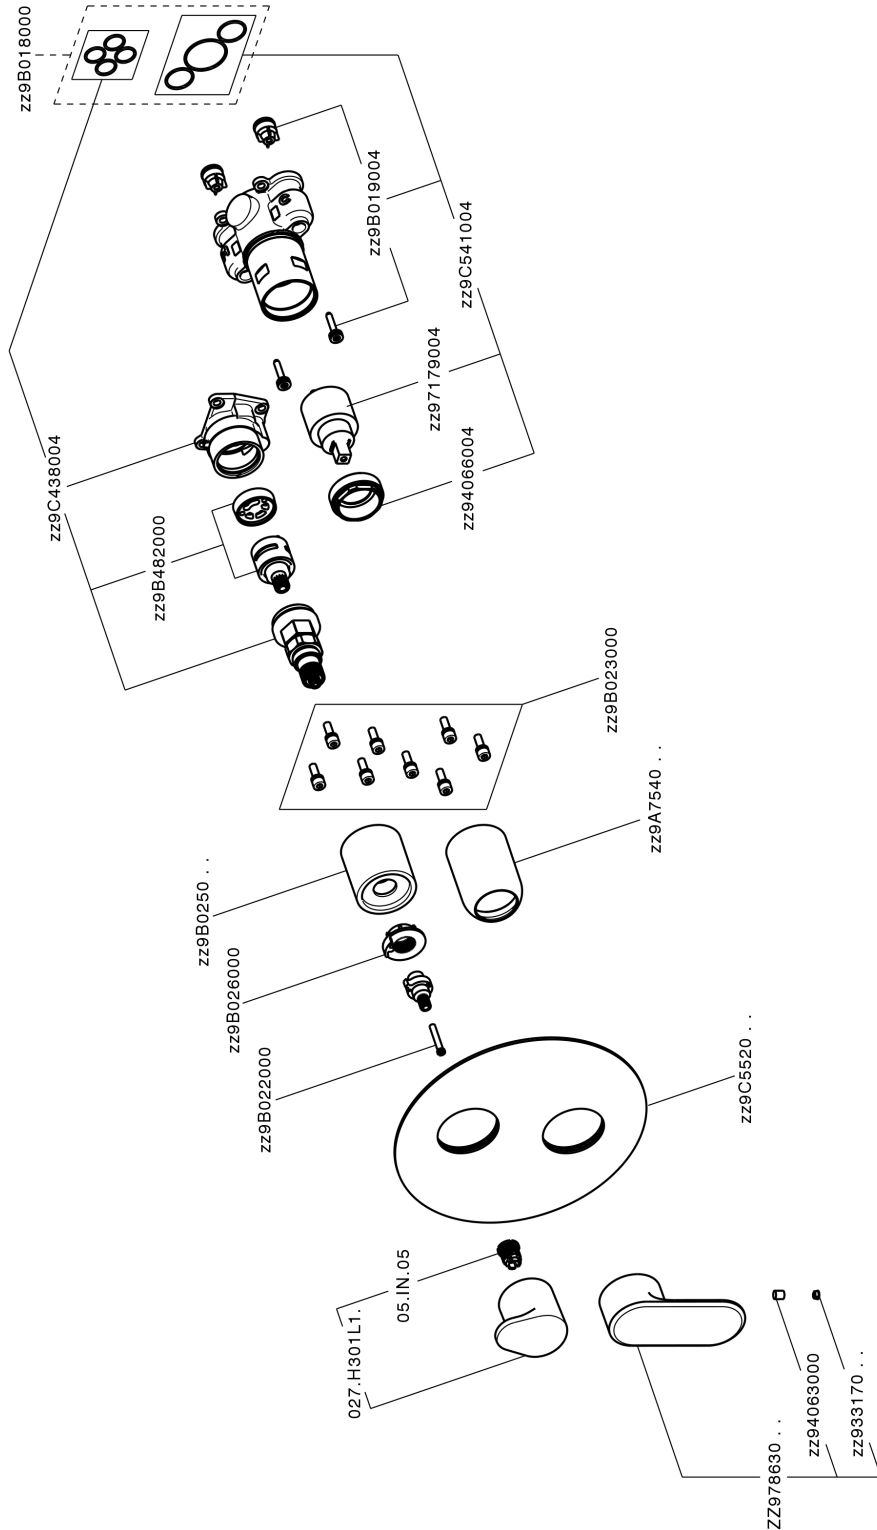 zz9B018000
zz9B019004
zz9C541004
zz97179004
zz94066004
zz9C438004
zz9B482000
zz9B023000
zz9A7540 . .
zz9B0250 . .
zz9B026000
zz9B022000
zz9C5520 . .
05.IN.05
027.H301L1.
zz94063000
zz933170 . .
ZZ978630 . .